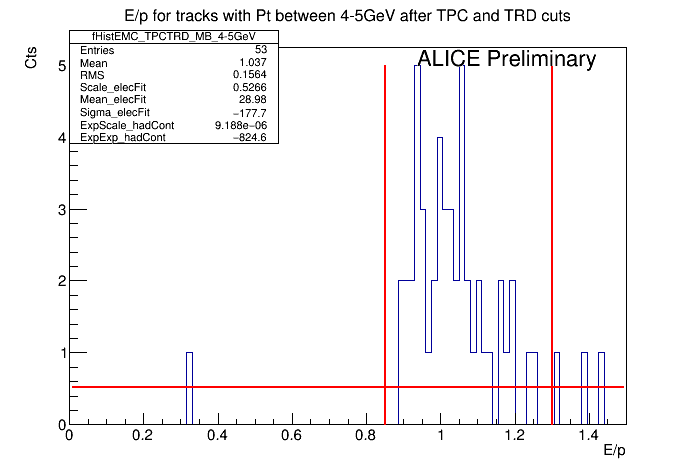 E/p for tracks with Pt between 4-5GeV after TPC and TRD cuts
fHistEMC_TPCTRD_MB_4-5GeV
Entries 53
Mean 1.037
RMS 0.1564
Scale_elecFit 0.5266
Mean_elecFit 28.98
Sigma_elecFit −177.7
ExpScale_hadCont 9.188e−06
ExpExp_hadCont −824.6
ALICE Preliminary
Cts
5
4
3
2
1
0
0 0.2 0.4 0.6 0.8 1 1.2 1.4
E/p